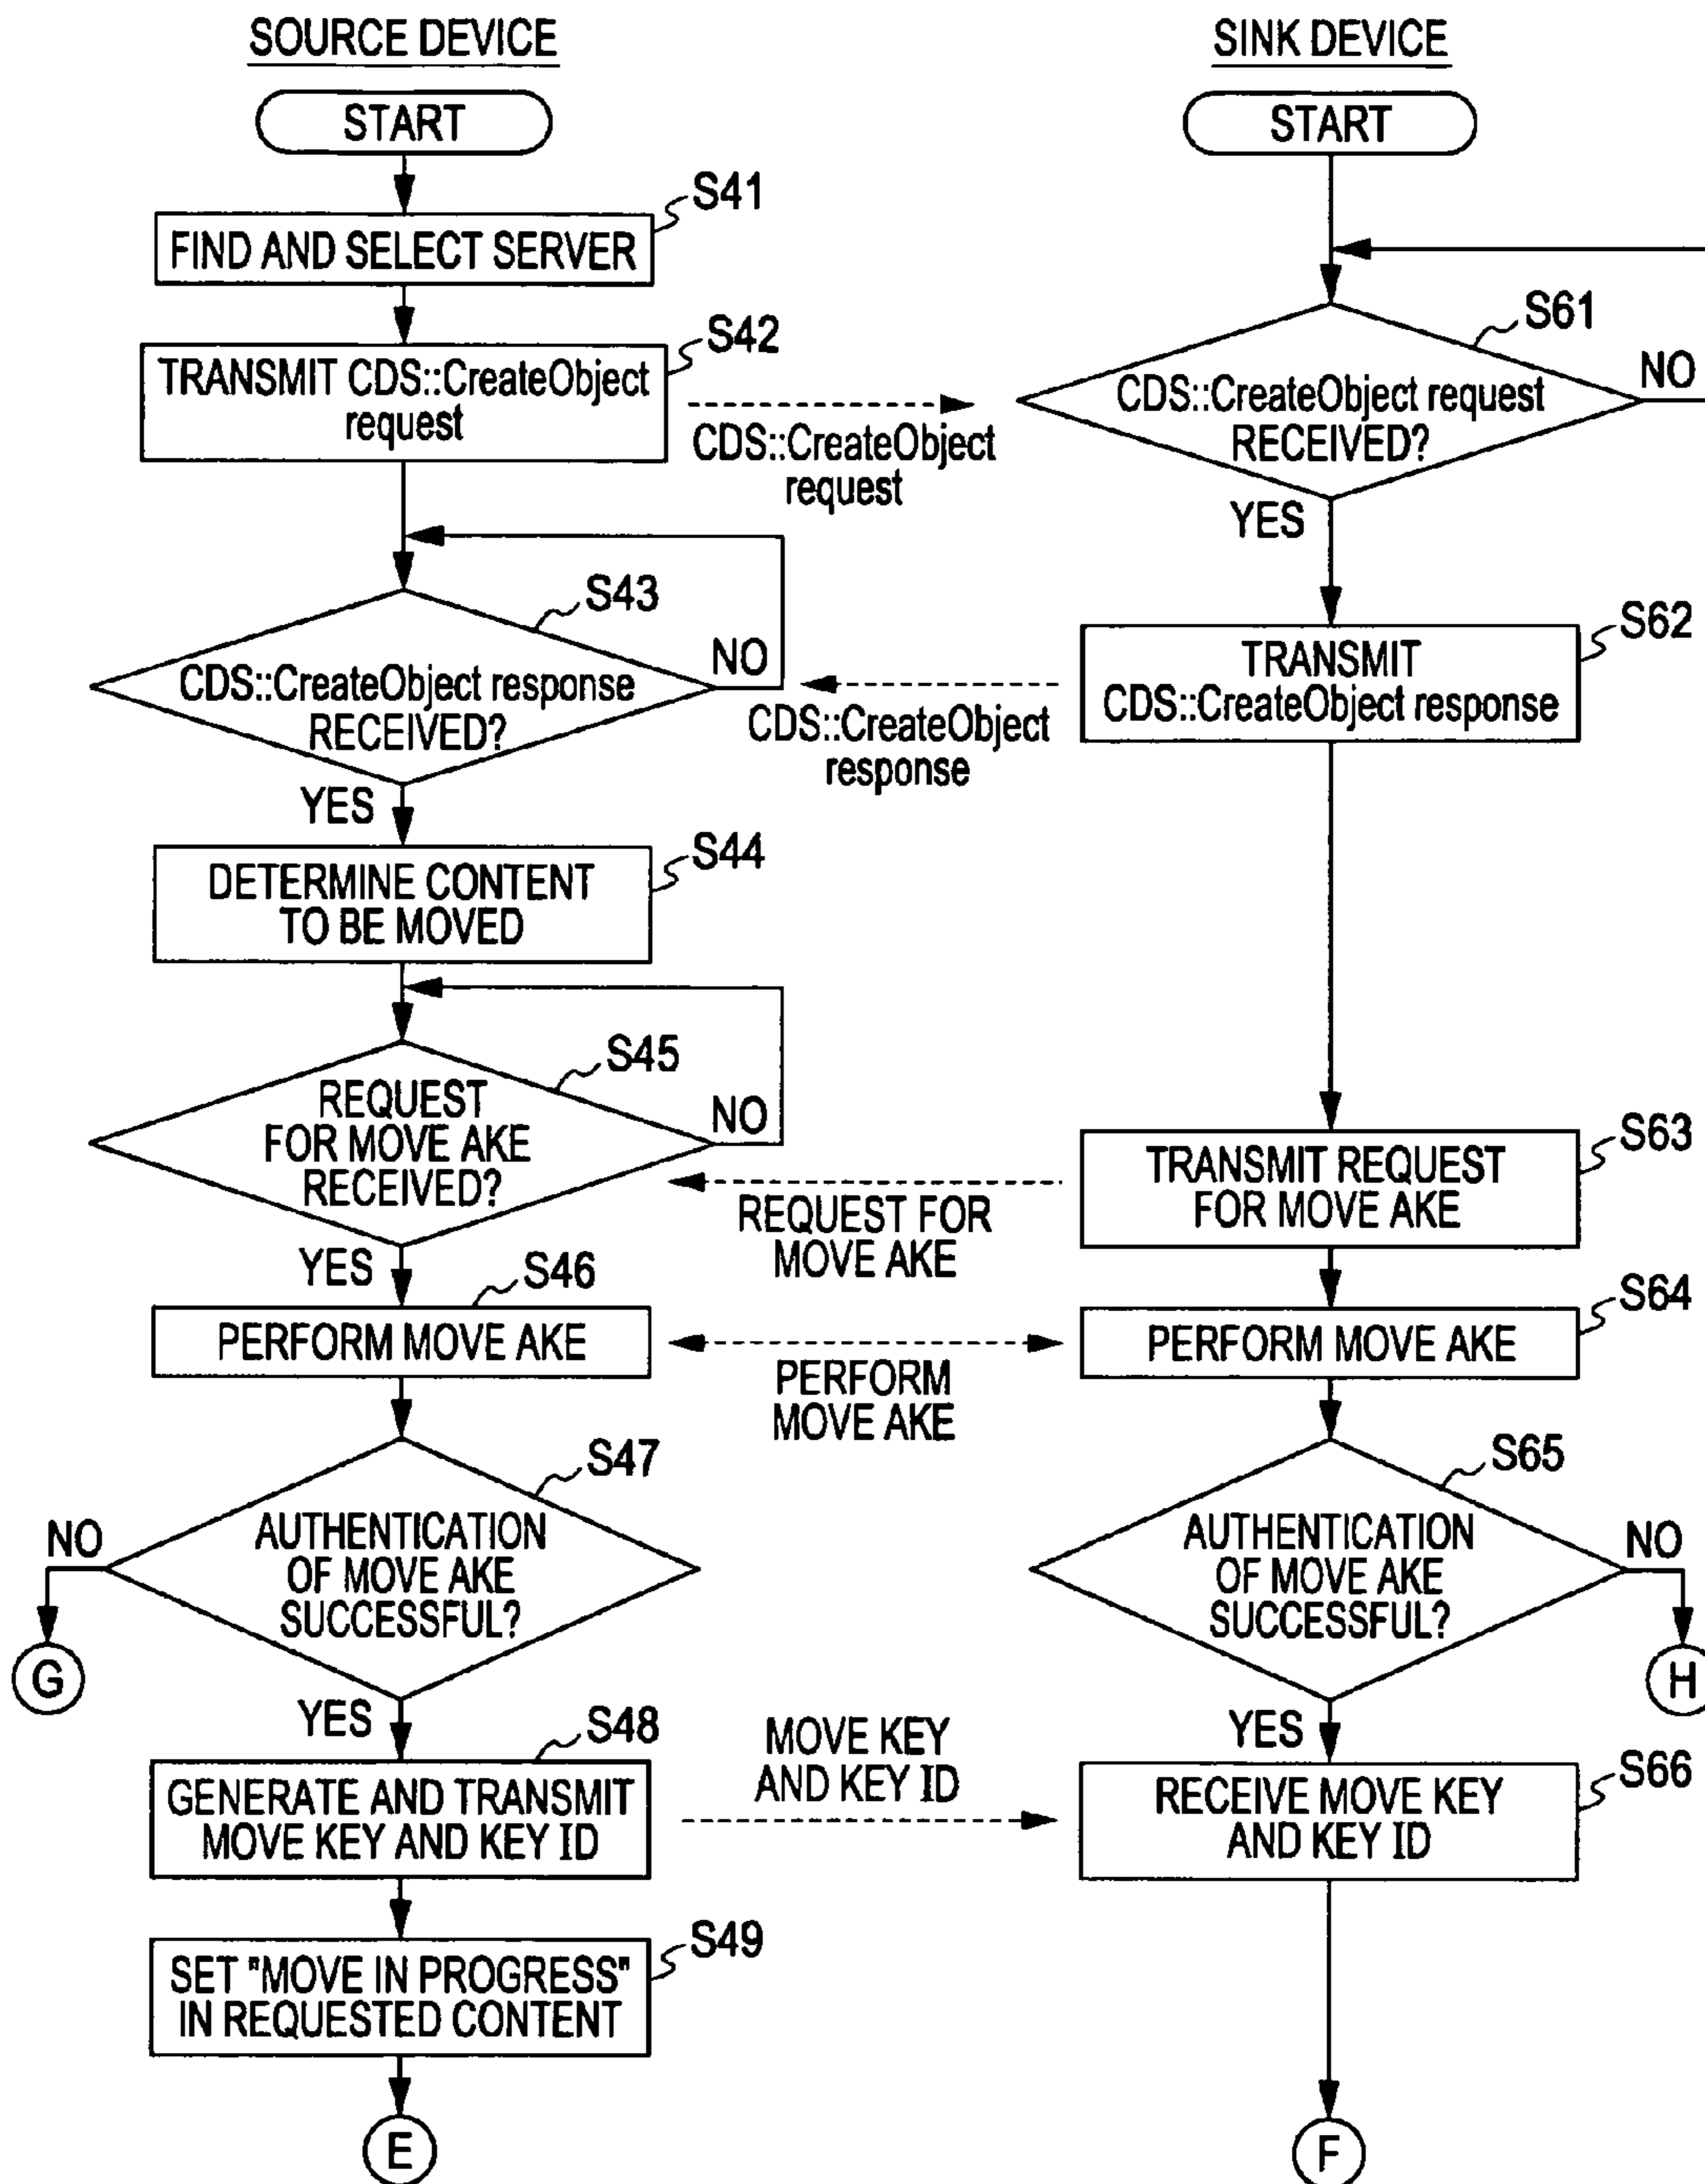 SOURCE DEVICE
START
S41
FIND AND SELECT SERVER
S42
TRANSMIT CDS::CreateObject
request
CDS::CreateObject
request
S43
CDS::CreateObject response
RECEIVED?
NO
YES
CDS::CreateObject
response
S44
DETERMINE CONTENT
TO BE MOVED
S45
REQUEST
FOR MOVE AKE
RECEIVED?
NO
YES
REQUEST FOR
MOVE AKE
S46
PERFORM MOVE AKE
PERFORM
MOVE AKE
S47
AUTHENTICATION
OF MOVE AKE
SUCCESSFUL?
NO
G
YES
S48
GENERATE AND TRANSMIT
MOVE KEY AND KEY ID
MOVE KEY
AND KEY ID
S49
SET "MOVE IN PROGRESS"
IN REQUESTED CONTENT
E
SINK DEVICE
START
S61
CDS::CreateObject request
RECEIVED?
NO
YES
S62
TRANSMIT
CDS::CreateObject response
S63
TRANSMIT REQUEST
FOR MOVE AKE
S64
PERFORM MOVE AKE
S65
AUTHENTICATION
OF MOVE AKE
SUCCESSFUL?
NO
H
YES
S66
RECEIVE MOVE KEY
AND KEY ID
F